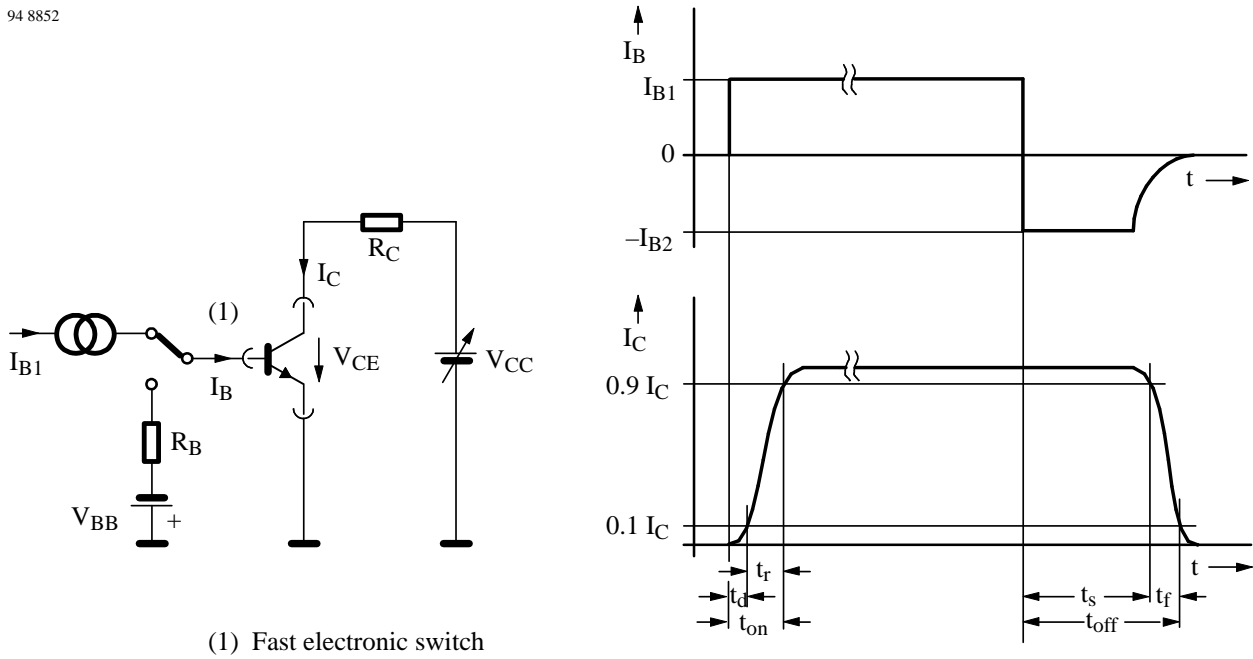 94 8852
I_B
I_B1
0
t
–I_B2
R_C
I_C
(1)
I_B1
I_B
V_CE
V_CC
R_B
V_BB
+
I_C
0.9 I_C
0.1 I_C
t
t_r
t_d
t_s
t_f
t_on
t_off
(1) Fast electronic switch